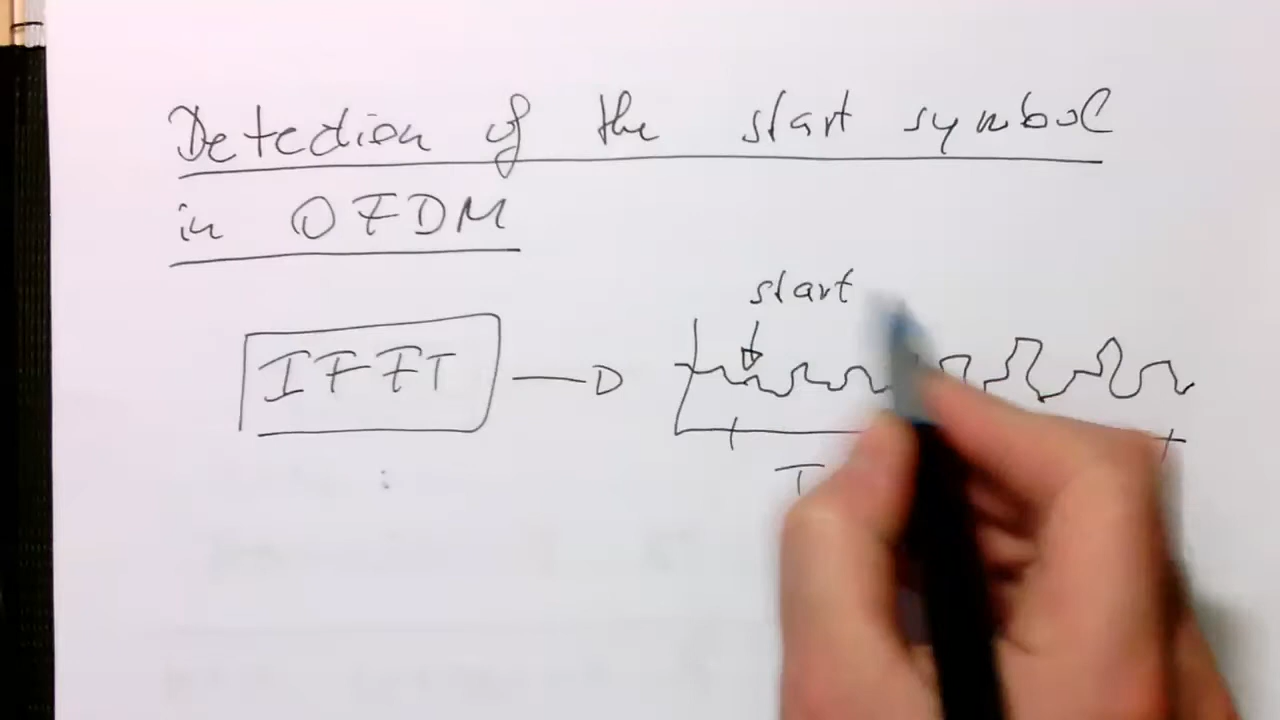 Detection of the start symbol
in OFDM
start
IFFT
T